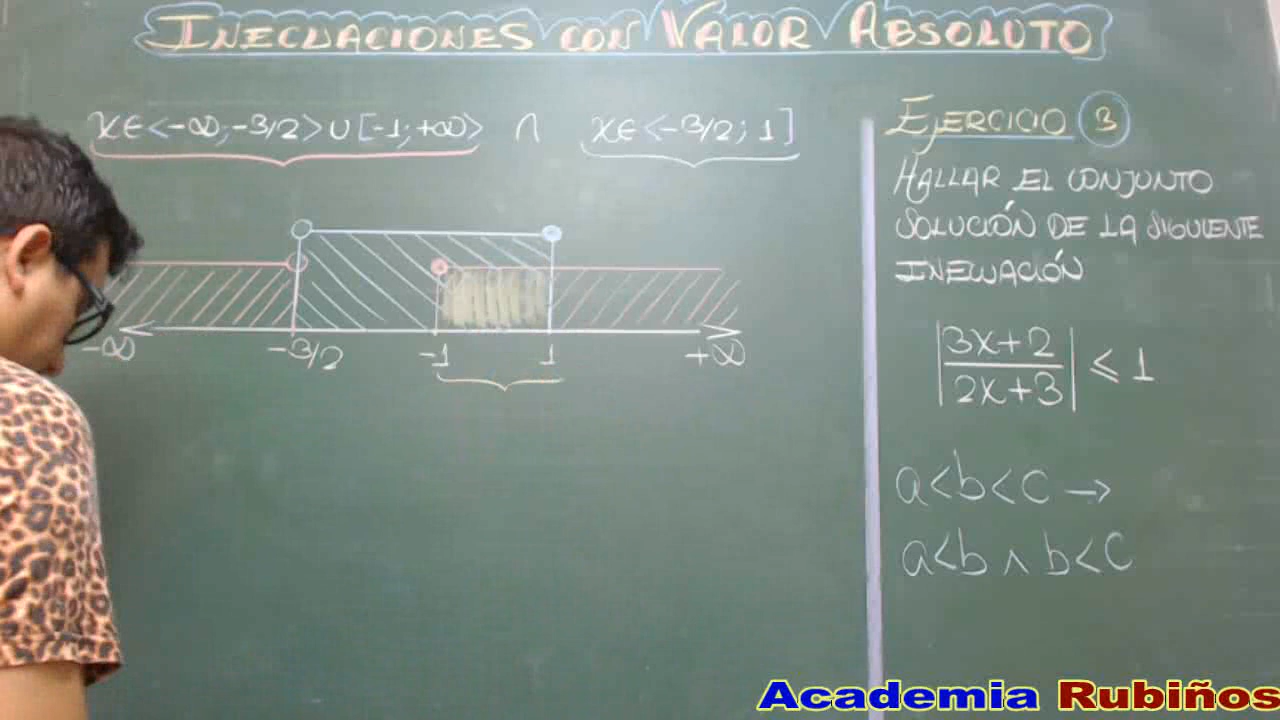 INECUACIONES CON VALOR ABSOLUTO
x∈<-∞;-3/2>∪[-1;+∞> ∩ x∈<-3/2;1]
-∞ -3/2 -1 1 +∞
EJERCICIO 3
HALLAR EL CONJUNTO
SOLUCIÓN DE LA SIGUIENTE
INECUACIÓN
|3x+2
2x+3| ≤ 1
a<b<c →
a<b ∧ b<c
Academia Rubiños